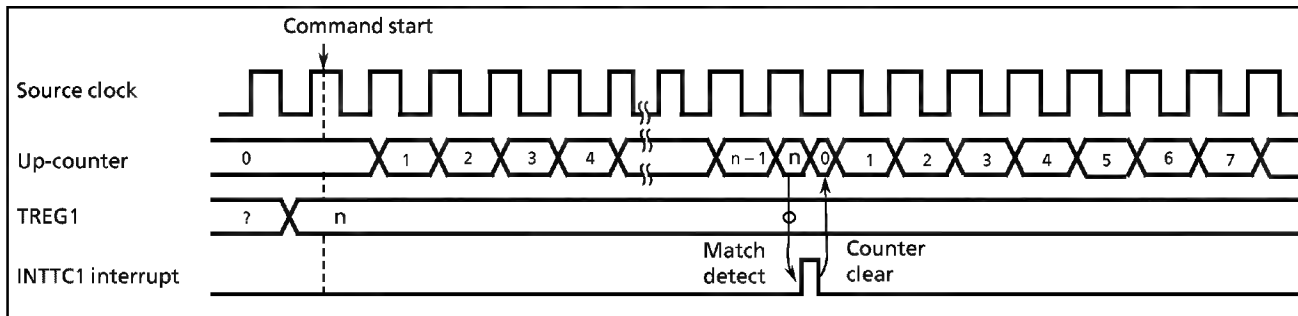 Command start
Source clock
Up-counter 0 1 2 3 4 n – 1 n 0 1 2 3 4 5 6 7
TREG1 ? n
Match detect
Counter clear
INTTC1 interrupt